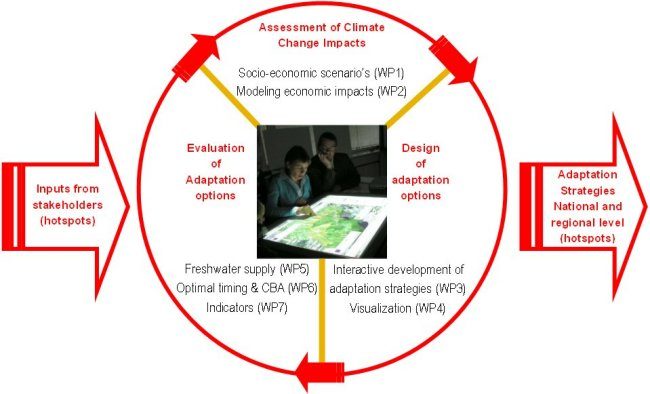 Assessment of Climate
Change Impacts
Socio-economic scenario's (WP1)
Modeling economic impacts (WP2)
Evaluation
of
Adaptation
options
Design
of
adaptation
options
Inputs from
stakeholders
(hotspots)
Adaptation
Strategies
National and
regional level
(hotspots)
Freshwater supply (WP5)
Optimal timing & CBA (WP6)
Indicators (WP7)
Interactive development of
adaptation strategies (WP3)
Visualization (WP4)